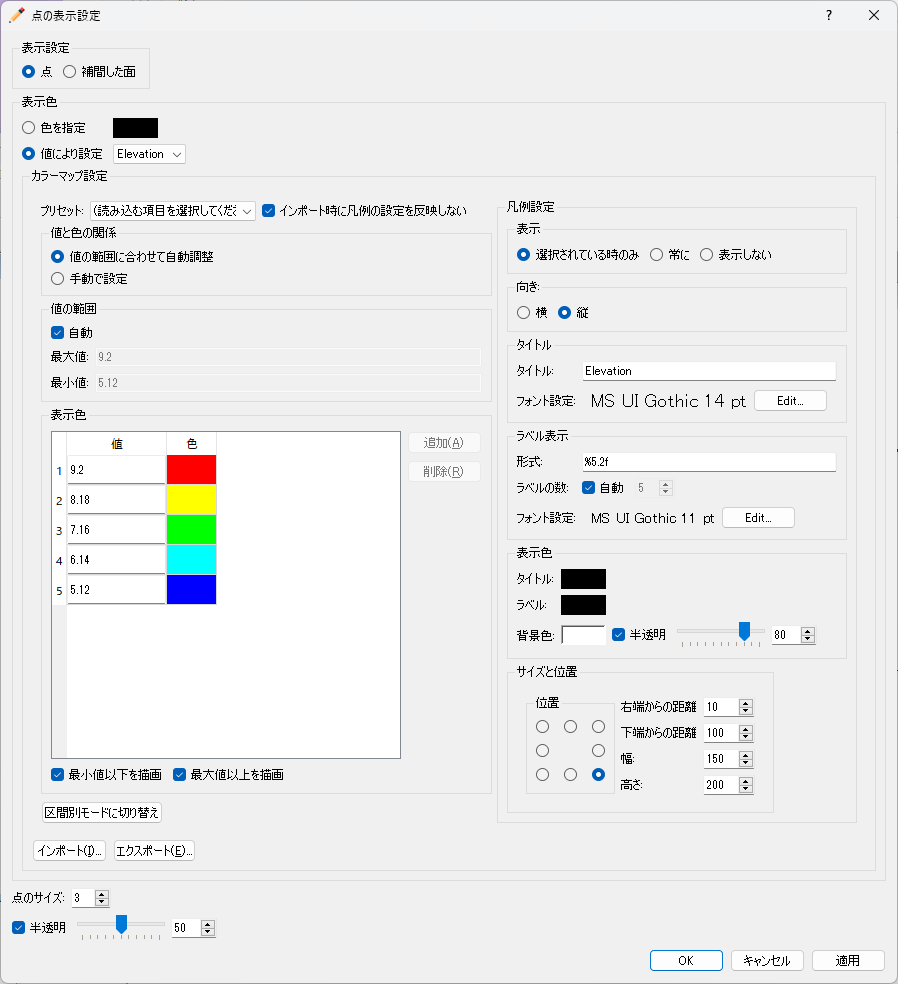 点の表示設定
?
表示設定
点 補間した面
表示色
色を指定
値により設定 Elevation
カラーマップ設定
プリセット: (読み込む項目を選択してくださ インポート時に凡例の設定を反映しない
値と色の関係
値の範囲に合わせて自動調整
手動で設定
値の範囲
自動
最大値: 9.2
最小値: 5.12
表示色
値 色
1 9.2
2 8.18
3 7.16
4 6.14
5 5.12
追加(A)
削除(R)
最小値以下を描画 最大値以上を描画
区間別モードに切り替え
インポート(I)... エクスポート(E)...
凡例設定
表示
選択されている時のみ 常に 表示しない
向き:
横 縦
タイトル
タイトル: Elevation
フォント設定: MS UI Gothic 14 pt Edit...
ラベル表示
形式: %5.2f
ラベルの数: 自動 5
フォント設定: MS UI Gothic 11 pt Edit...
表示色
タイトル:
ラベル:
背景色: 半透明 80
サイズと位置
位置
右端からの距離 10
下端からの距離 100
幅: 150
高さ: 200
点のサイズ: 3
半透明 50
OK キャンセル 適用